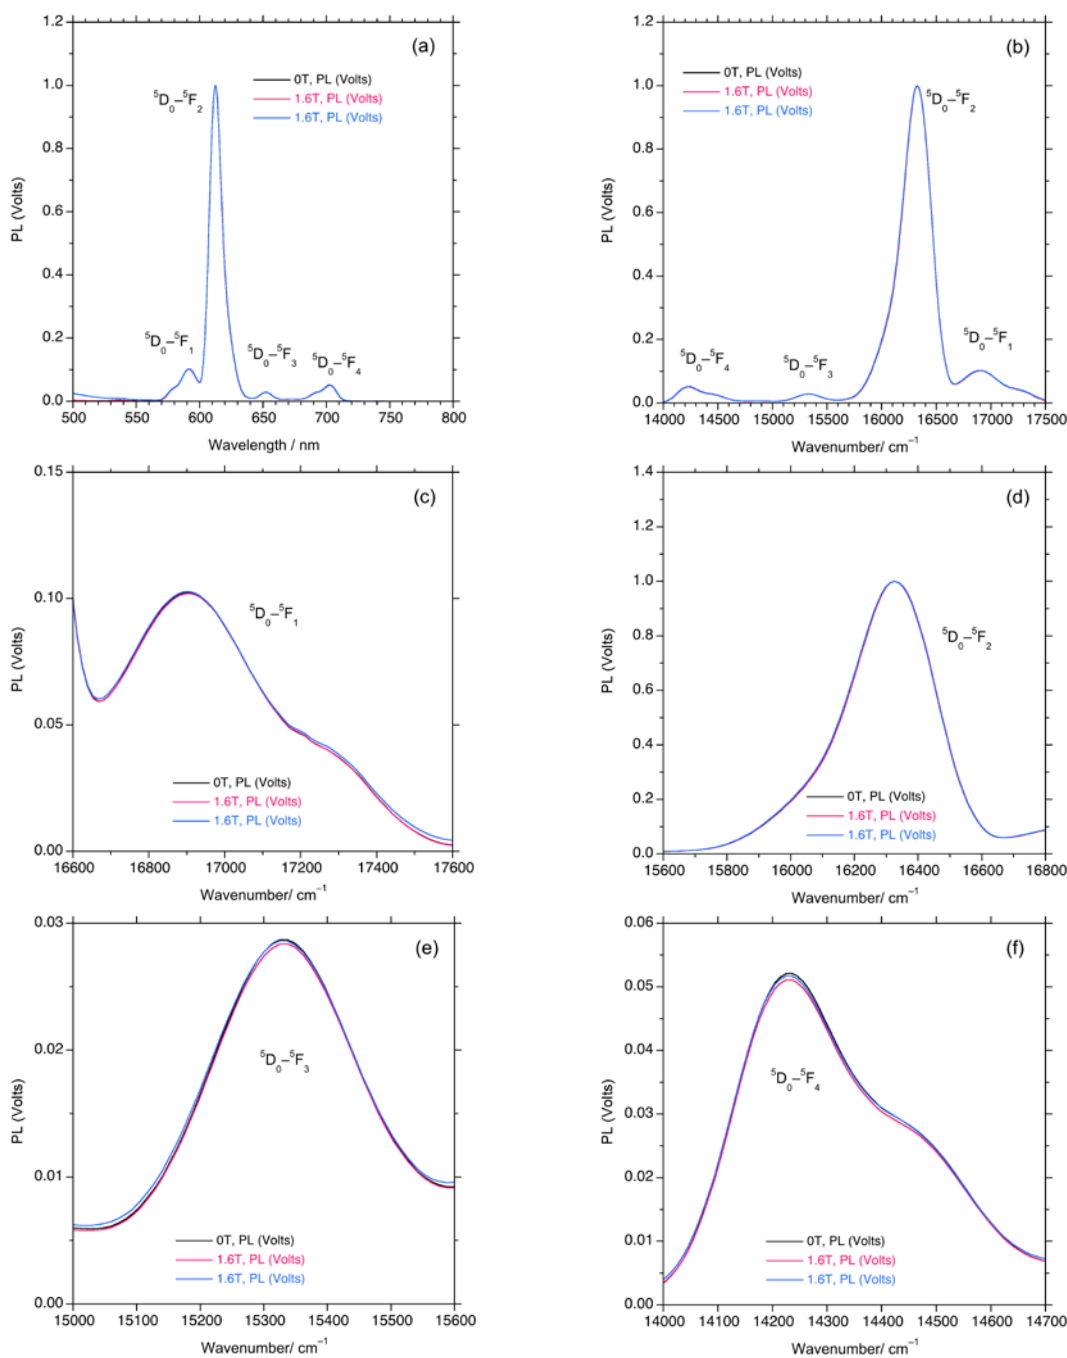 (a)
1.2
1.0
0.8
0.6
0.4
0.2
0.0
PL (Volts)
0T, PL (Volts)
1.6T, PL (Volts)
1.6T, PL (Volts)
⁵D₀–⁵F₂
⁵D₀–⁵F₁
⁵D₀–⁵F₃
⁵D₀–⁵F₄
500 550 600 650 700 750 800
Wavelength / nm
(b)
1.2
1.0
0.8
0.6
0.4
0.2
0.0
PL (Volts)
0T, PL (Volts)
1.6T, PL (Volts)
1.6T, PL (Volts)
⁵D₀–⁵F₂
⁵D₀–⁵F₁
⁵D₀–⁵F₄
⁵D₀–⁵F₃
14000 14500 15000 15500 16000 16500 17000 17500
Wavenumber/ cm⁻¹
(c)
0.15
0.10
0.05
0.00
PL (Volts)
⁵D₀–⁵F₁
0T, PL (Volts)
1.6T, PL (Volts)
1.6T, PL (Volts)
16600 16800 17000 17200 17400 17600
Wavenumber/ cm⁻¹
(d)
1.4
1.2
1.0
0.8
0.6
0.4
0.2
0.0
PL (Volts)
⁵D₀–⁵F₂
0T, PL (Volts)
1.6T, PL (Volts)
1.6T, PL (Volts)
15600 15800 16000 16200 16400 16600 16800
Wavenumber/ cm⁻¹
(e)
0.03
0.02
0.01
0.00
PL (Volts)
⁵D₀–⁵F₃
0T, PL (Volts)
1.6T, PL (Volts)
1.6T, PL (Volts)
15000 15100 15200 15300 15400 15500 15600
Wavenumber/ cm⁻¹
(f)
0.06
0.05
0.04
0.03
0.02
0.01
0.00
PL (Volts)
⁵D₀–⁵F₄
0T, PL (Volts)
1.6T, PL (Volts)
1.6T, PL (Volts)
14000 14100 14200 14300 14400 14500 14600 14700
Wavenumber/ cm⁻¹